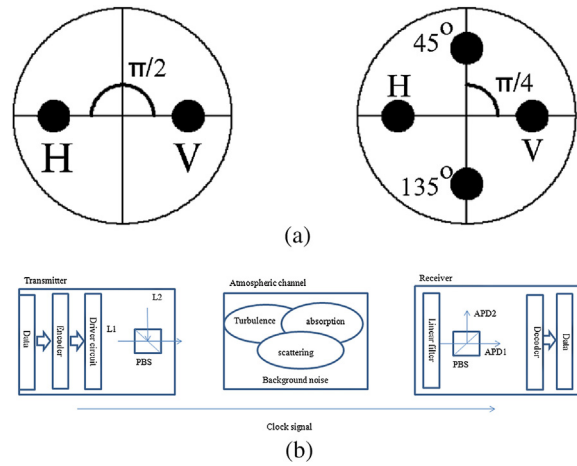 π/2
H
V
45°
π/4
H
V
135°
(a)
Transmitter
Data
Encoder
Driver circuit
L1
L2
PBS
Atmospheric channel
Turbulence
absorption
scattering
Background noise
Receiver
Linear filter
APD2
APD1
PBS
Decoder
Data
Clock signal
(b)